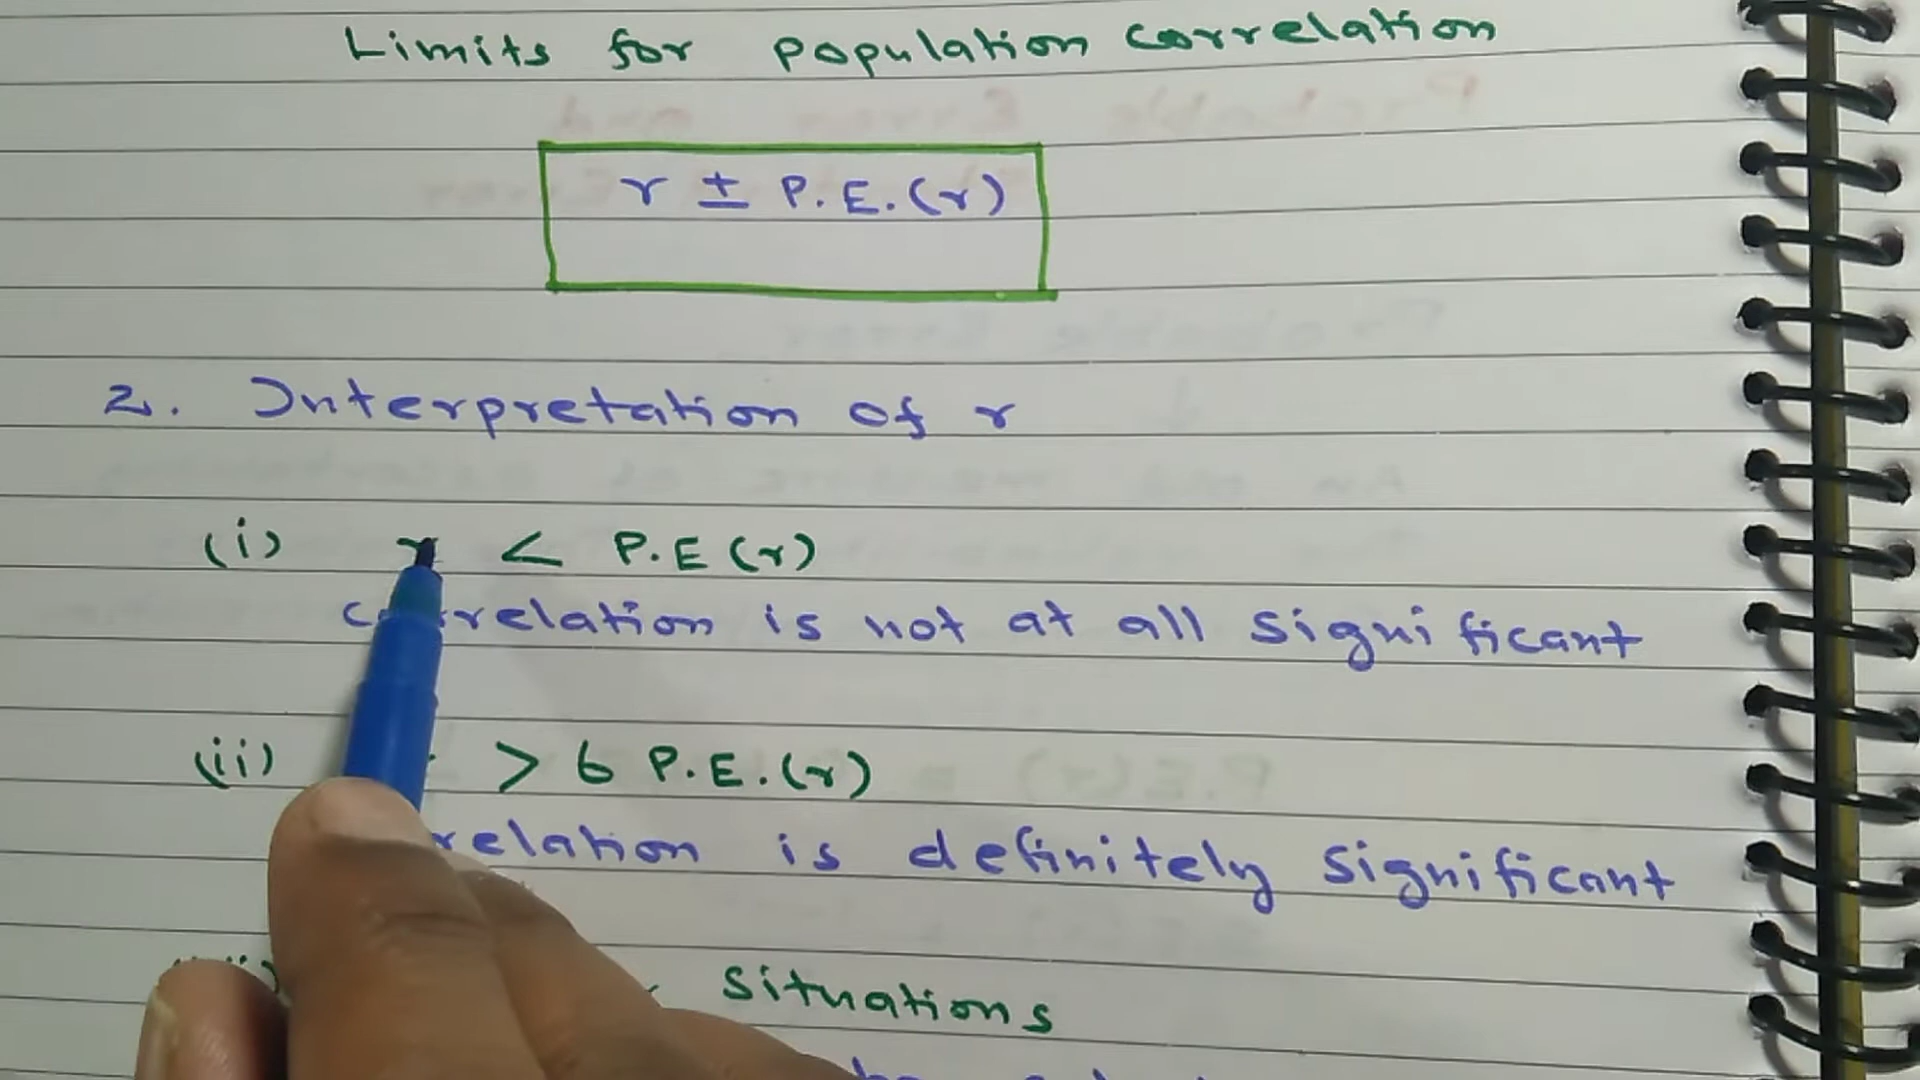 Limits for population correlation
r ± P.E.(r)
2. Interpretation of r
(i) r < P.E(r)
correlation is not at all significant
(ii) > 6 P.E.(r)
relation is definitely significant
situations